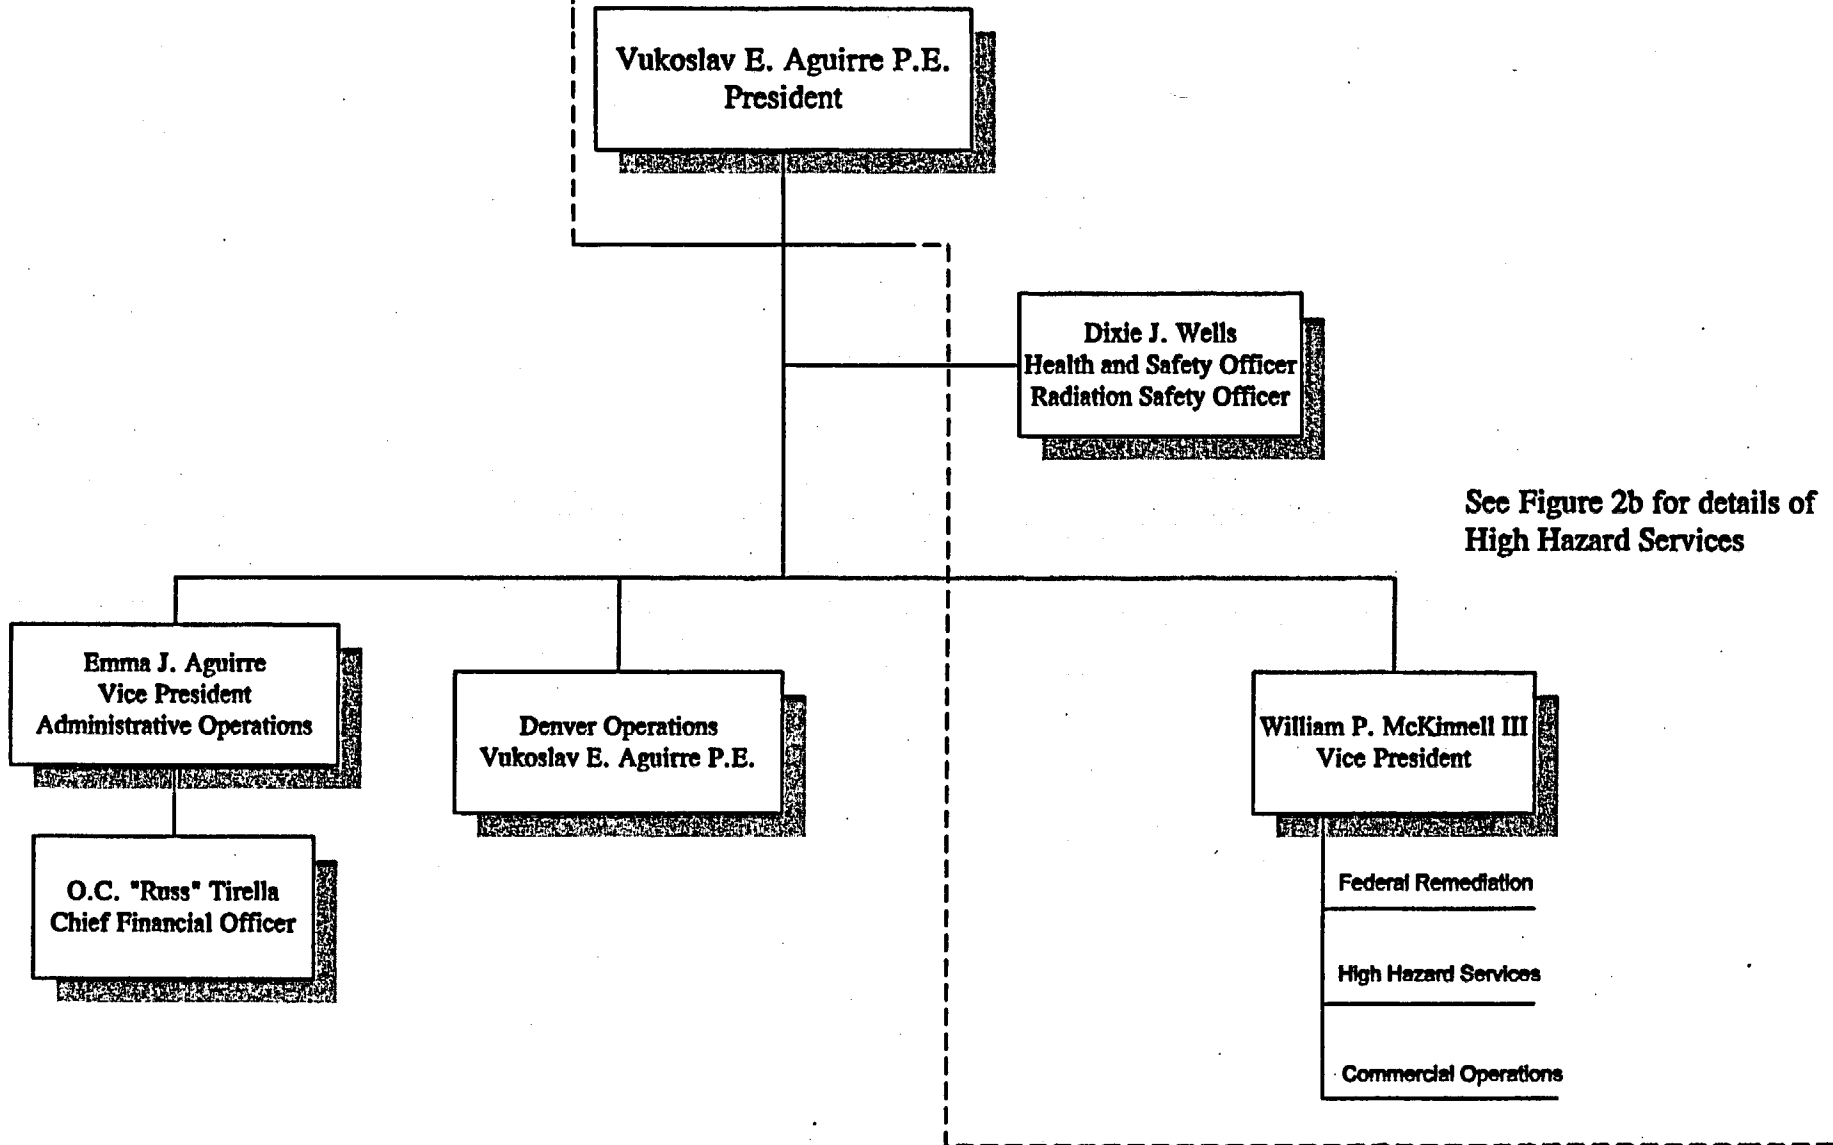 Vukoslav E. Aguirre P.E.
President
Dixie J. Wells
Health and Safety Officer
Radiation Safety Officer
See Figure 2b for details of
High Hazard Services
Emma J. Aguirre
Vice President
Administrative Operations
Denver Operations
Vukoslav E. Aguirre P.E.
William P. McKinnell III
Vice President
O.C. "Russ" Tirella
Chief Financial Officer
Federal Remediation
High Hazard Services
Commercial Operations